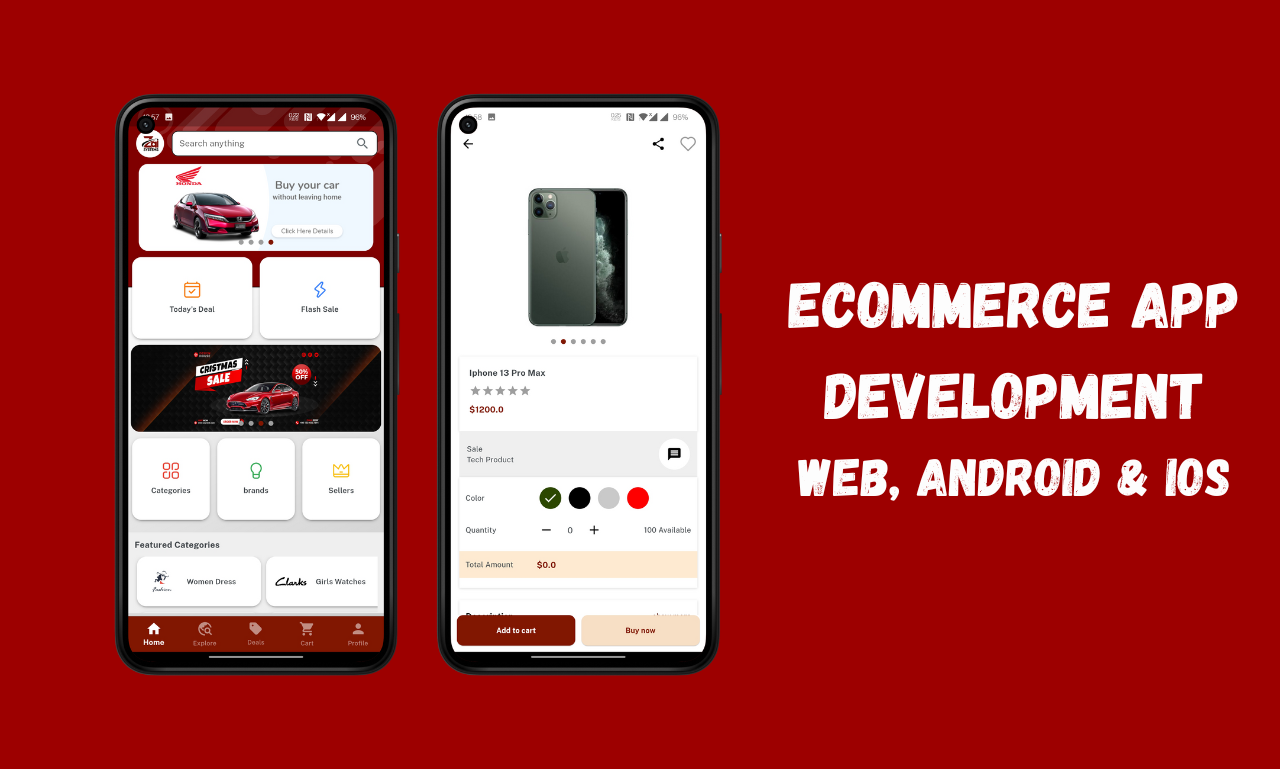 96%
Search anything
HONDA
Buy your car
without leaving home
Click Here Details
Today's Deal
Flash Sale
CRISTMAS
SALE
50%
OFF
Categories
brands
Sellers
Featured Categories
Women Dress
Clarks
Girls Watches
Home
Explore
Deals
Cart
Profile
95%
Iphone 13 Pro Max
$1200.0
Sale
Tech Product
Color
Quantity
0
100 Available
Total Amount
$0.0
Add to cart
Buy now
ECOMMERCE APP
DEVELOPMENT
WEB, ANDROID & IOS